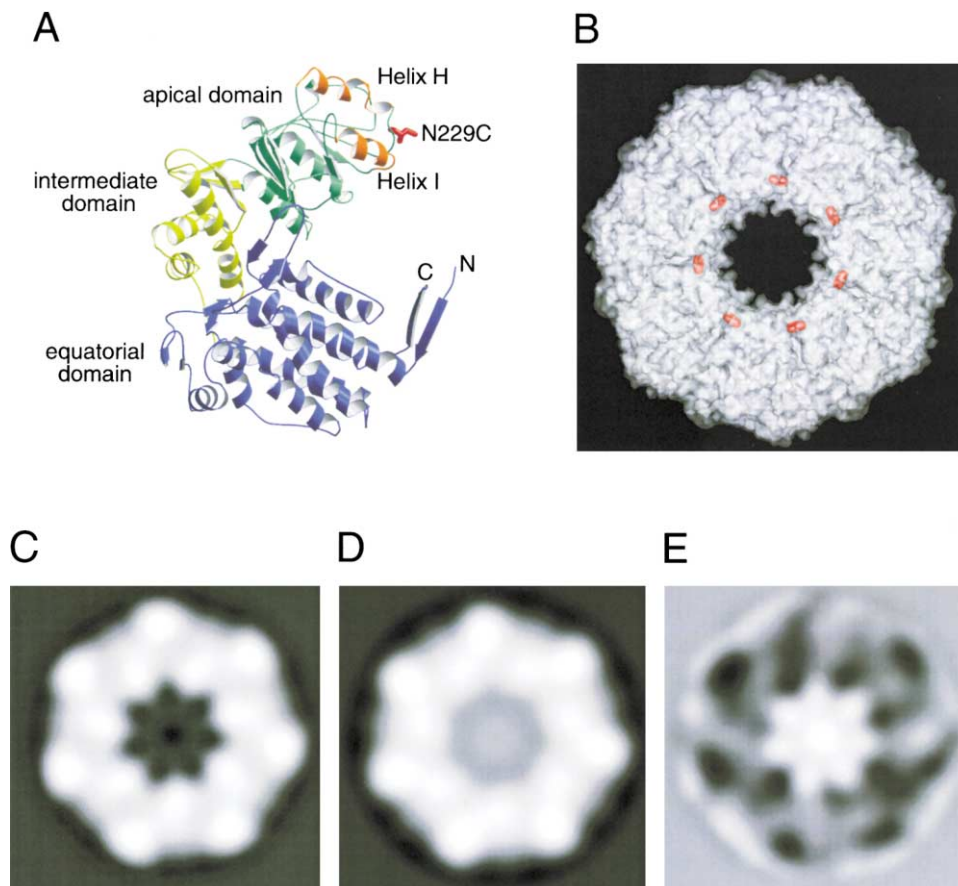 A
B
Helix H
apical domain
N229C
Helix I
intermediate
domain
C
N
equatorial
domain
C
D
E